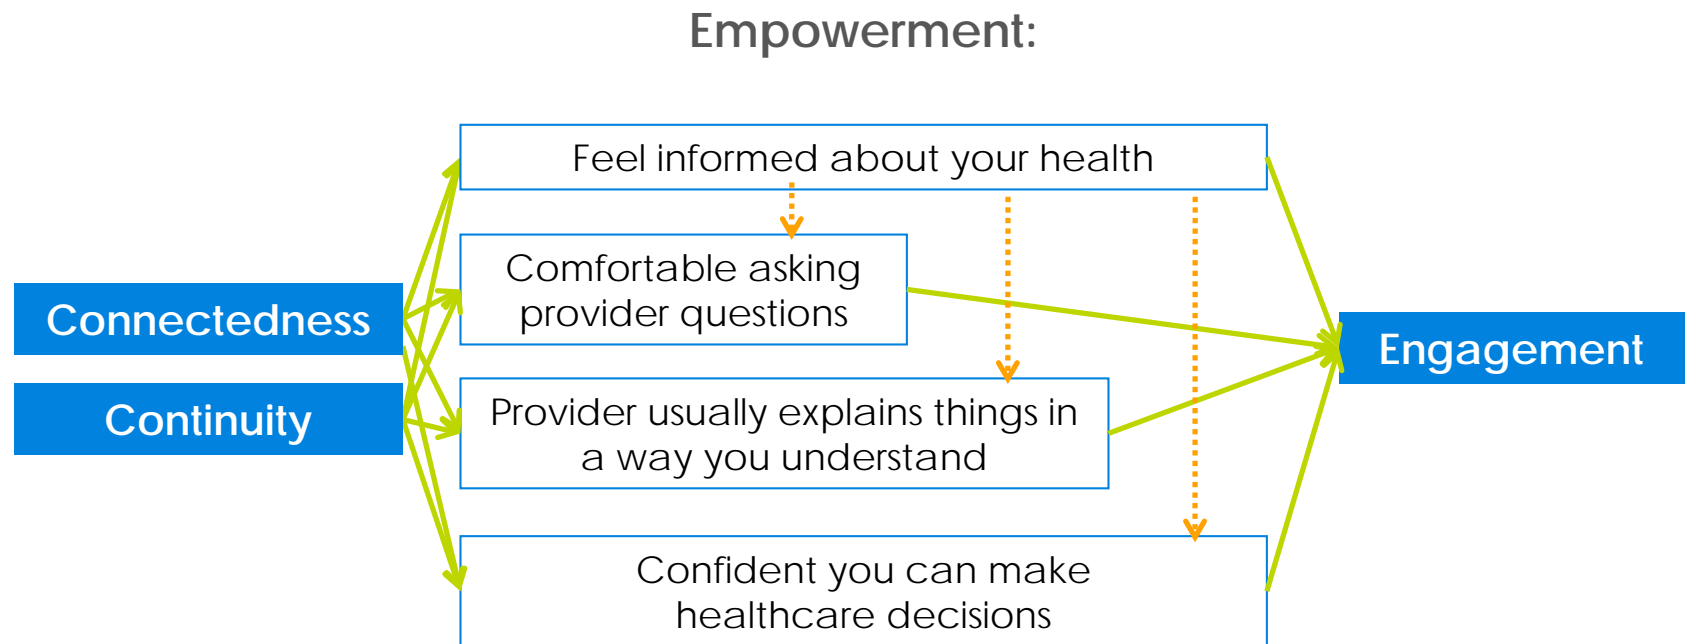 Empowerment:
Feel informed about your health
Comfortable asking
provider questions
Connectedness
Engagement
Continuity
Provider usually explains things in
a way you understand
Confident you can make
healthcare decisions